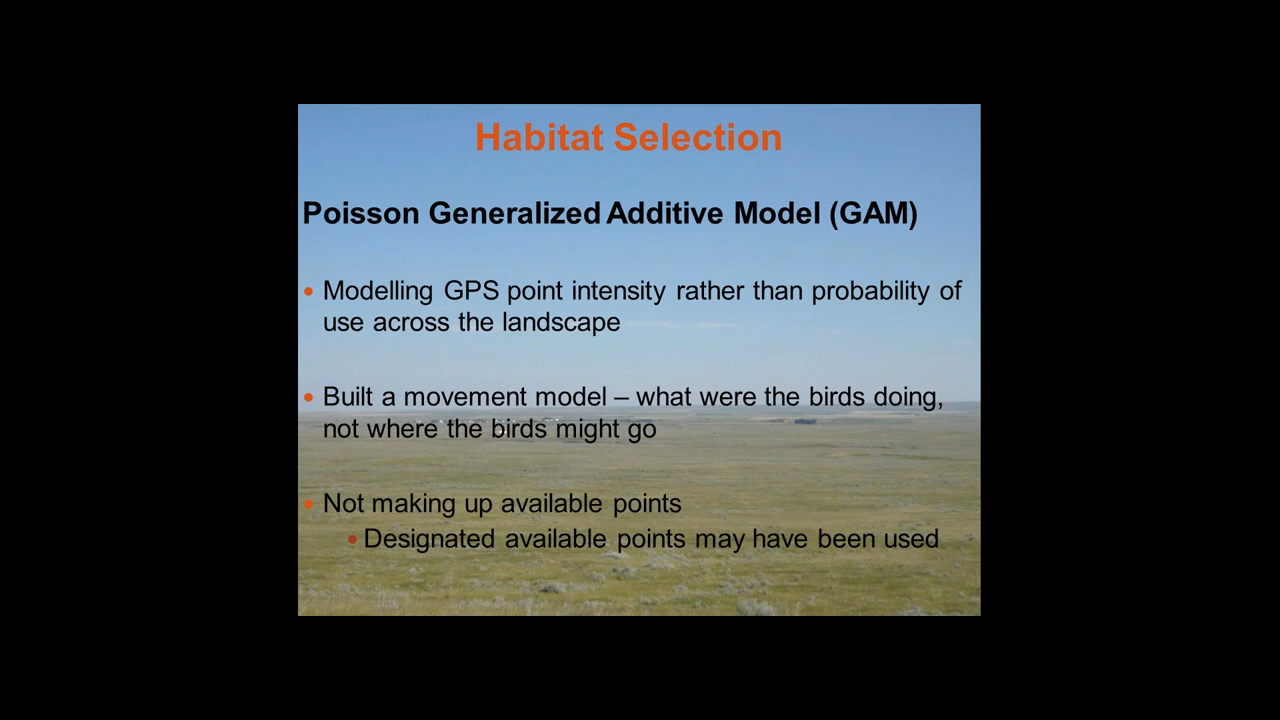 Habitat Selection
Poisson Generalized Additive Model (GAM)
• Modelling GPS point intensity rather than probability of
use across the landscape
• Built a movement model – what were the birds doing,
not where the birds might go
• Not making up available points
• Designated available points may have been used